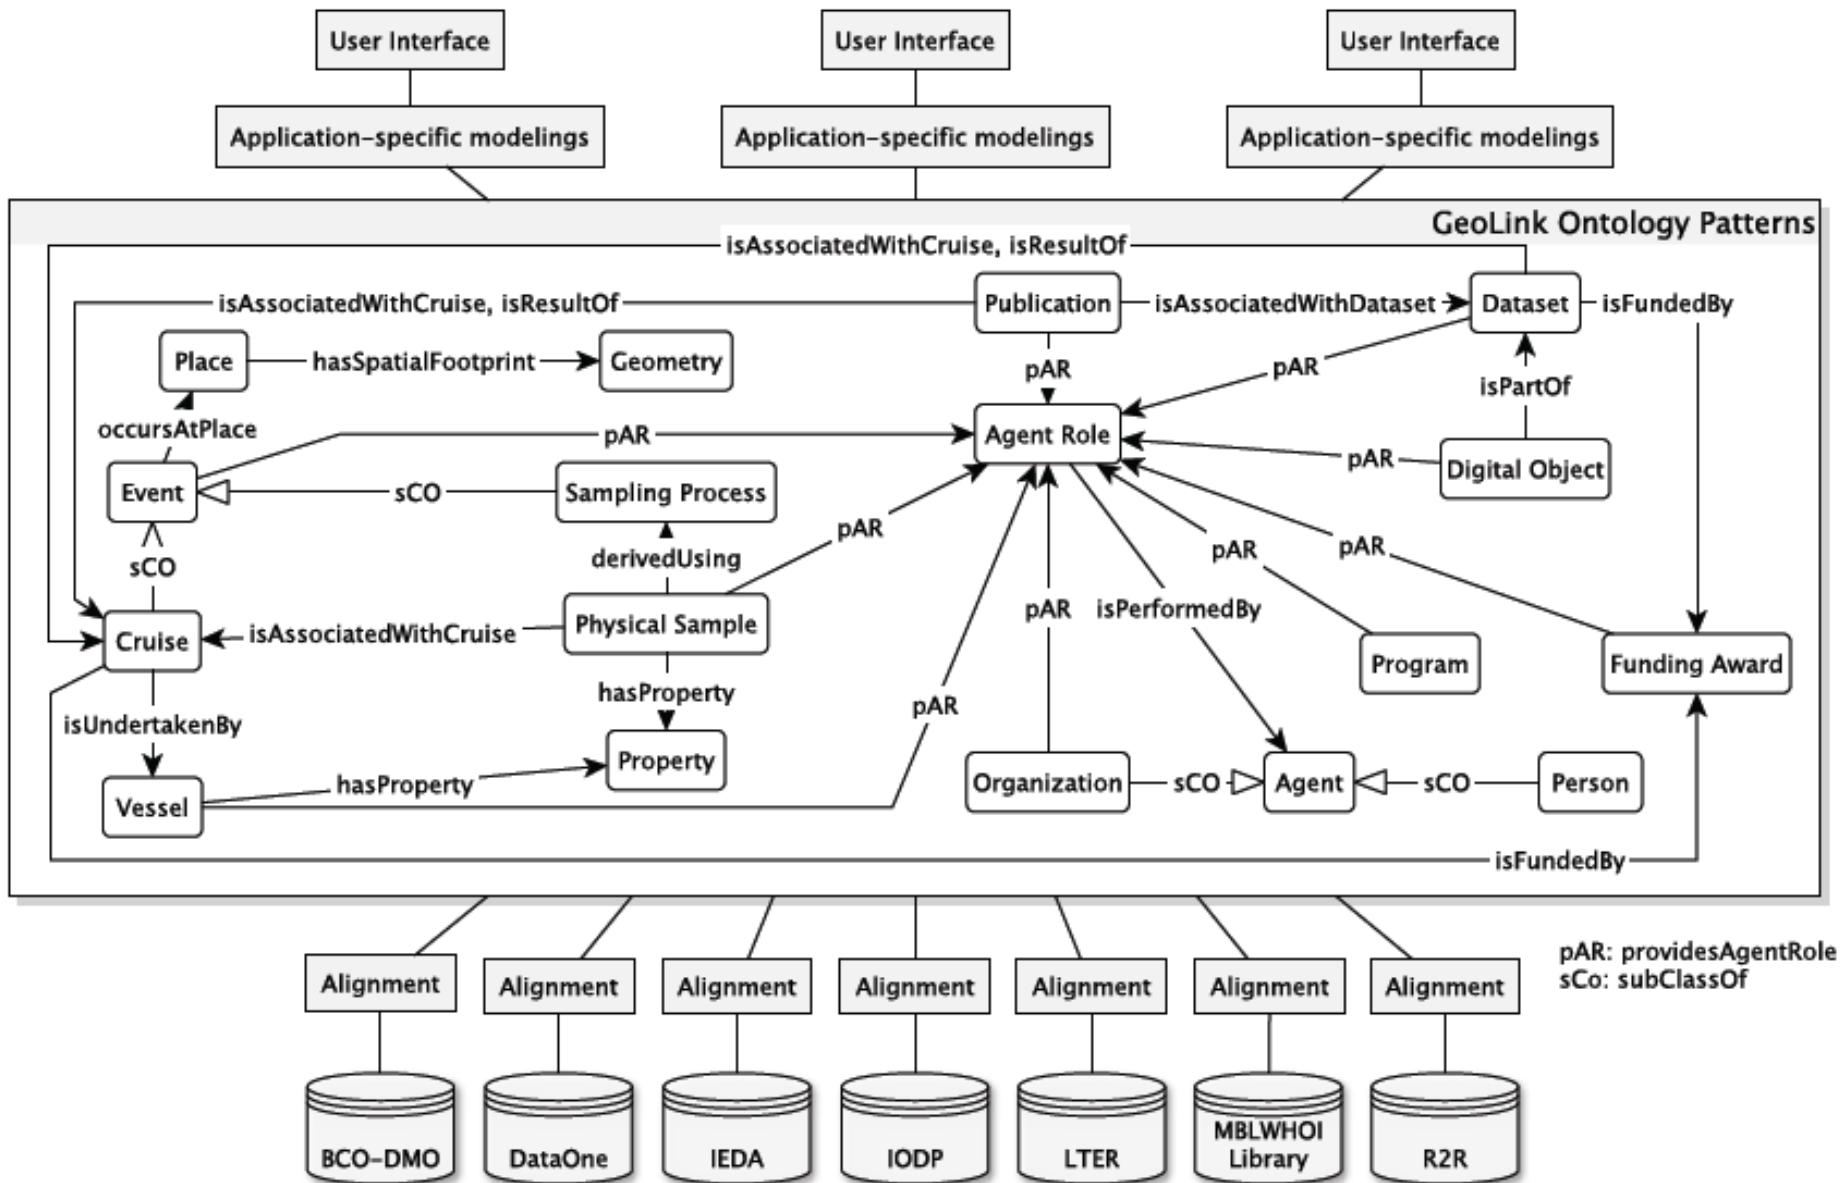 User Interface
User Interface
User Interface
Application-specific modelings
Application-specific modelings
Application-specific modelings
GeoLink Ontology Patterns
isAssociatedWithCruise, isResultOf
isAssociatedWithCruise, isResultOf
Publication
isAssociatedWithDataset
Dataset
isFundedBy
Place
hasSpatialFootprint
Geometry
pAR
pAR
isPartOf
occursAtPlace
pAR
Agent Role
pAR
Digital Object
Event
sCO
Sampling Process
pAR
pAR
pAR
sCO
derivedUsing
pAR
isPerformedBy
Cruise
isAssociatedWithCruise
Physical Sample
Program
Funding Award
hasProperty
pAR
isUndertakenBy
Property
hasProperty
Organization
sCO
Agent
sCO
Person
Vessel
isFundedBy
pAR: providesAgentRole
sCo: subClassOf
Alignment
Alignment
Alignment
Alignment
Alignment
Alignment
Alignment
BCO-DMO
DataOne
IEDA
IODP
LTER
MBLWHOI
Library
R2R